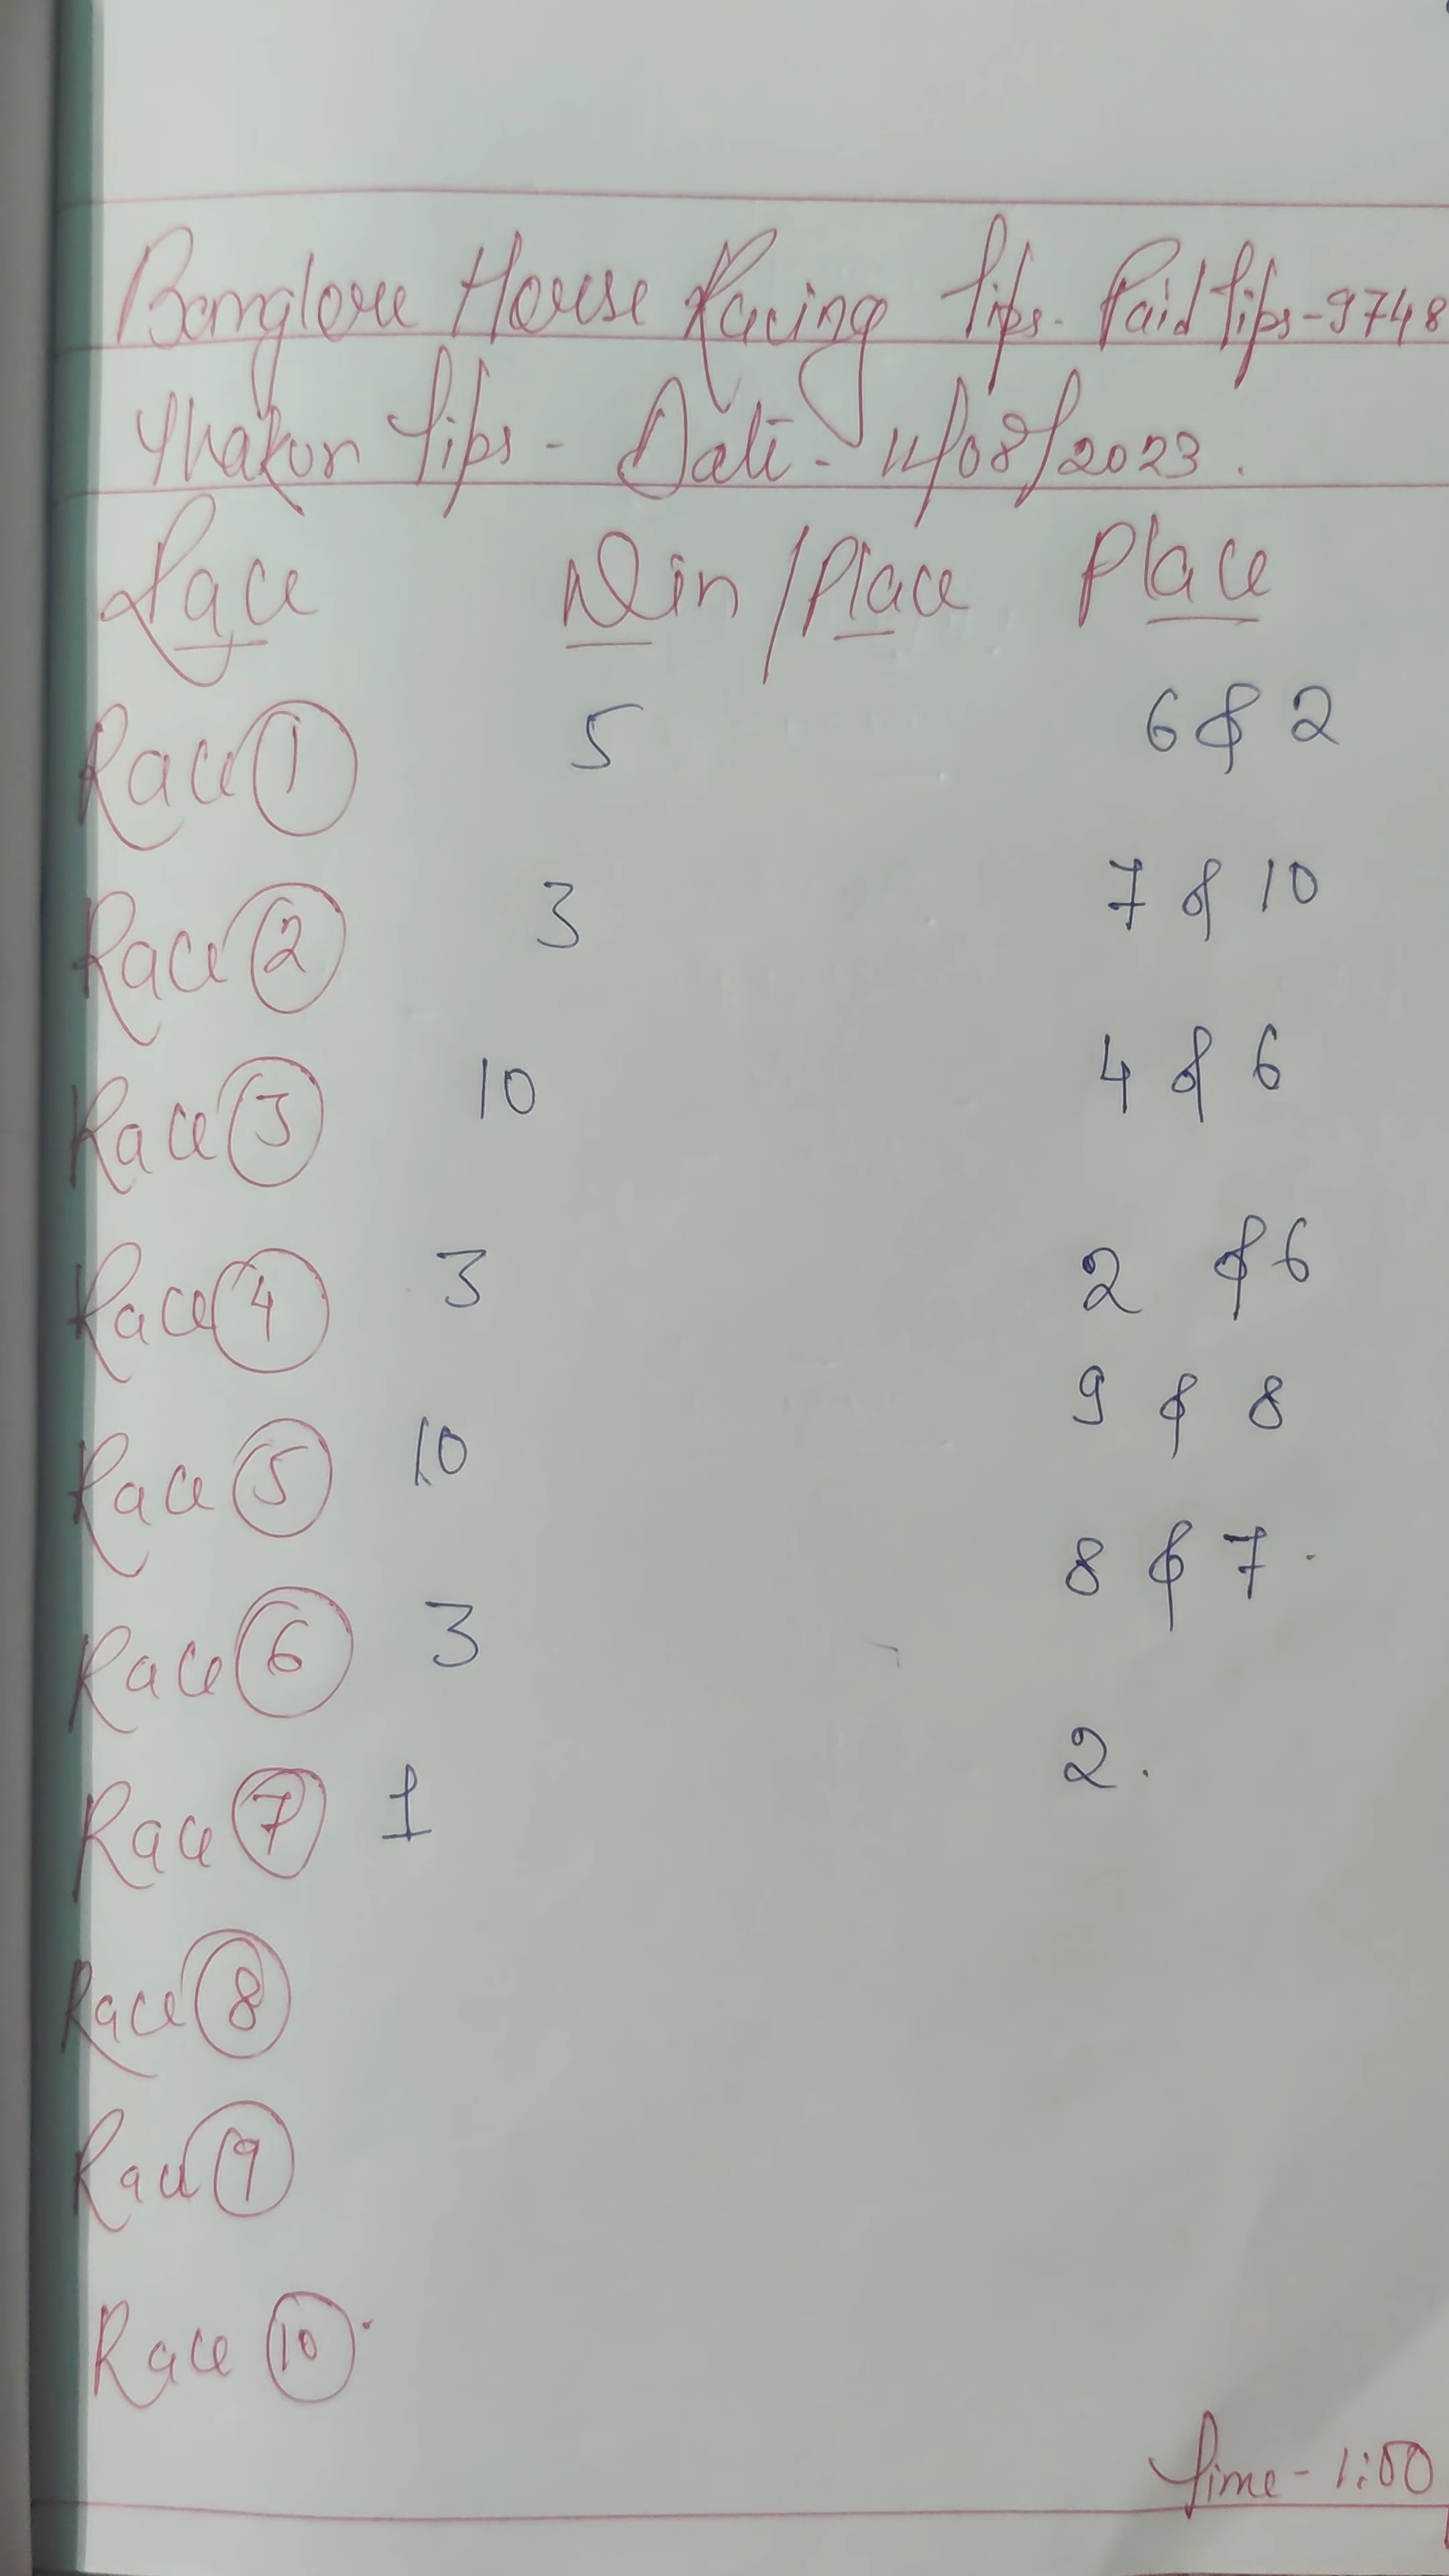 Banglore Horse Racing Tips. Paid Tips-9748
Thakur Tips - Date - 11/08/2023.
Race Win/Place Place
Race 1 5 6 & 2
Race 2 3 7 & 10
Race 3 10 4 & 6
Race 4 3 2 & 6
Race 5 10 9 & 8
Race 6 3 8 & 7.
Race 7 1 2.
Race 8
Race 9
Race 10.
Time - 1:00